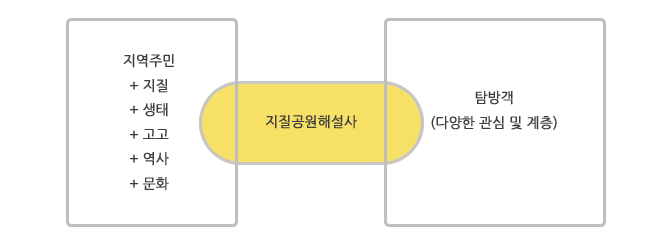 지역주민
+ 지질
+ 생태
+ 고고
+ 역사
+ 문화
지질공원해설사
탐방객
(다양한 관심 및 계층)